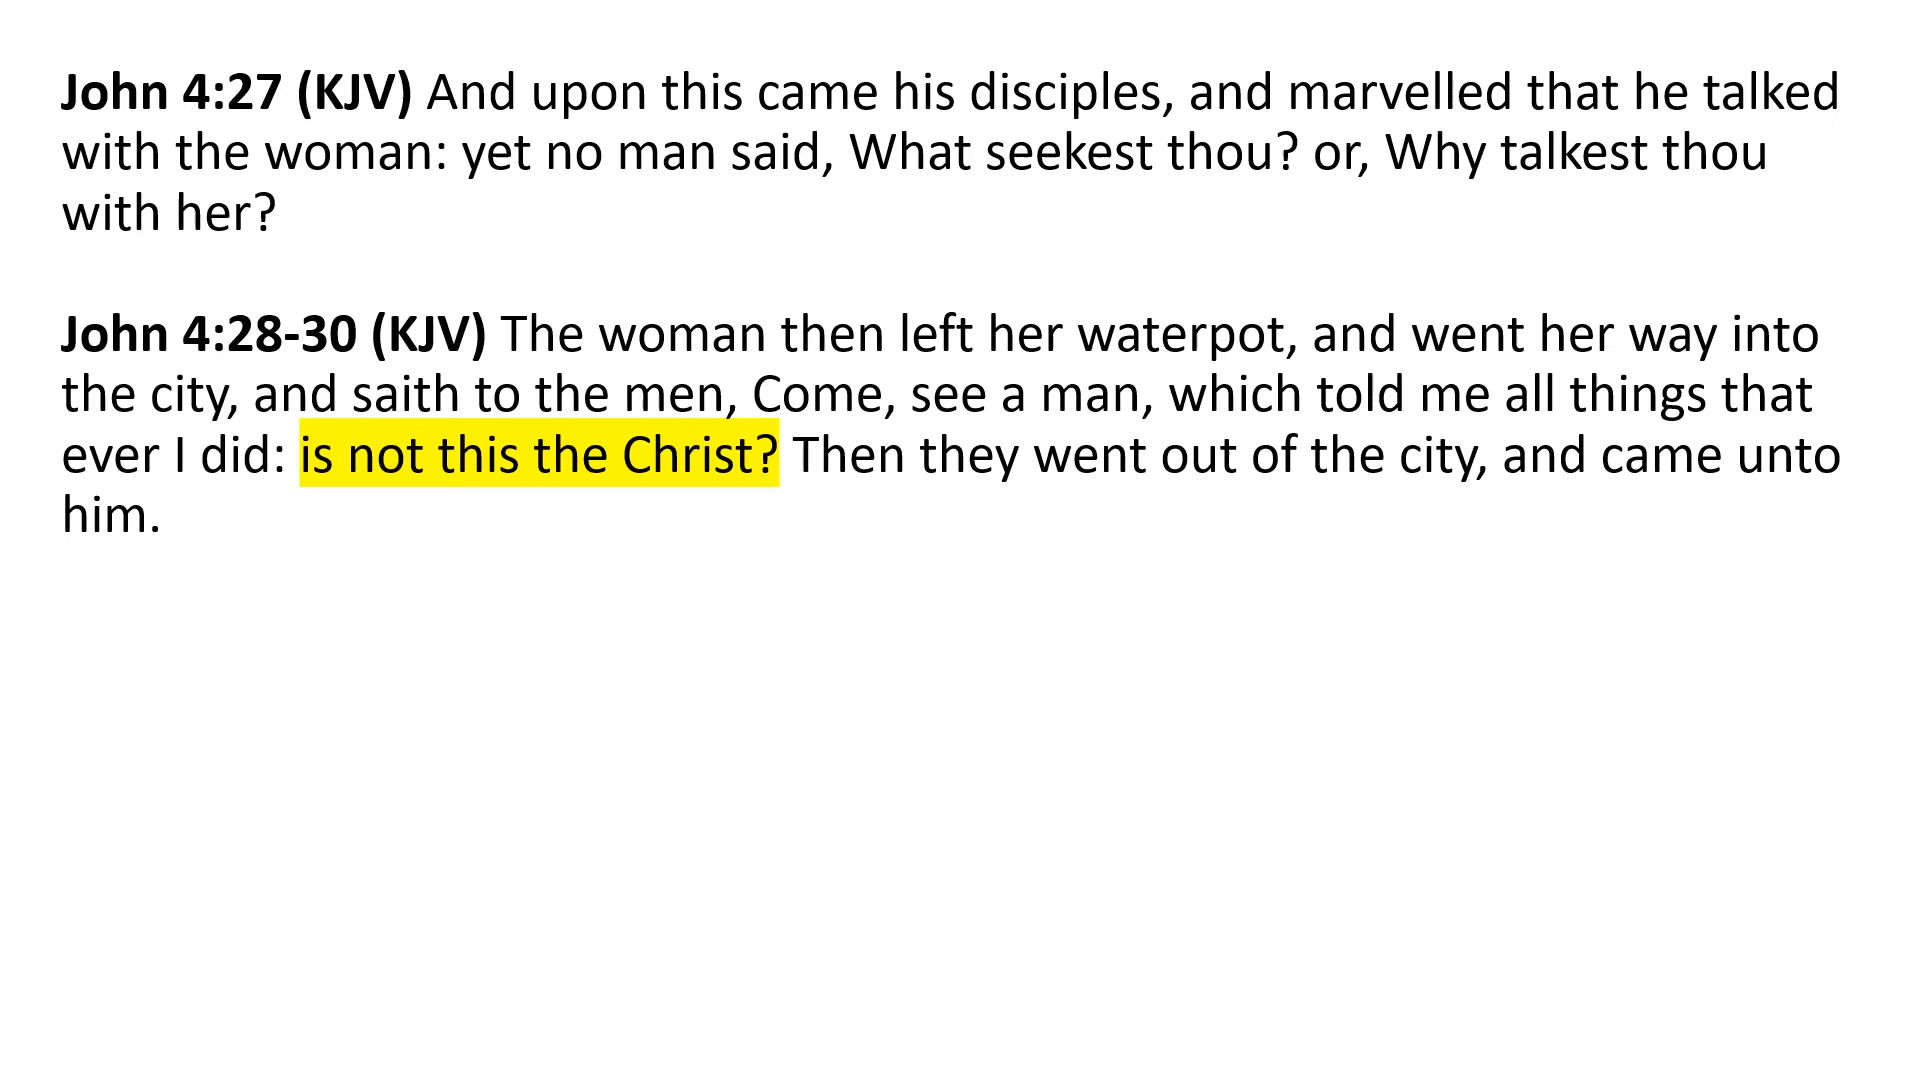 John 4:27 (KJV) And upon this came his disciples, and marvelled that he talked
with the woman: yet no man said, What seekest thou? or, Why talkest thou
with her?
John 4:28-30 (KJV) The woman then left her waterpot, and went her way into
the city, and saith to the men, Come, see a man, which told me all things that
ever I did: is not this the Christ? Then they went out of the city, and came unto
him.